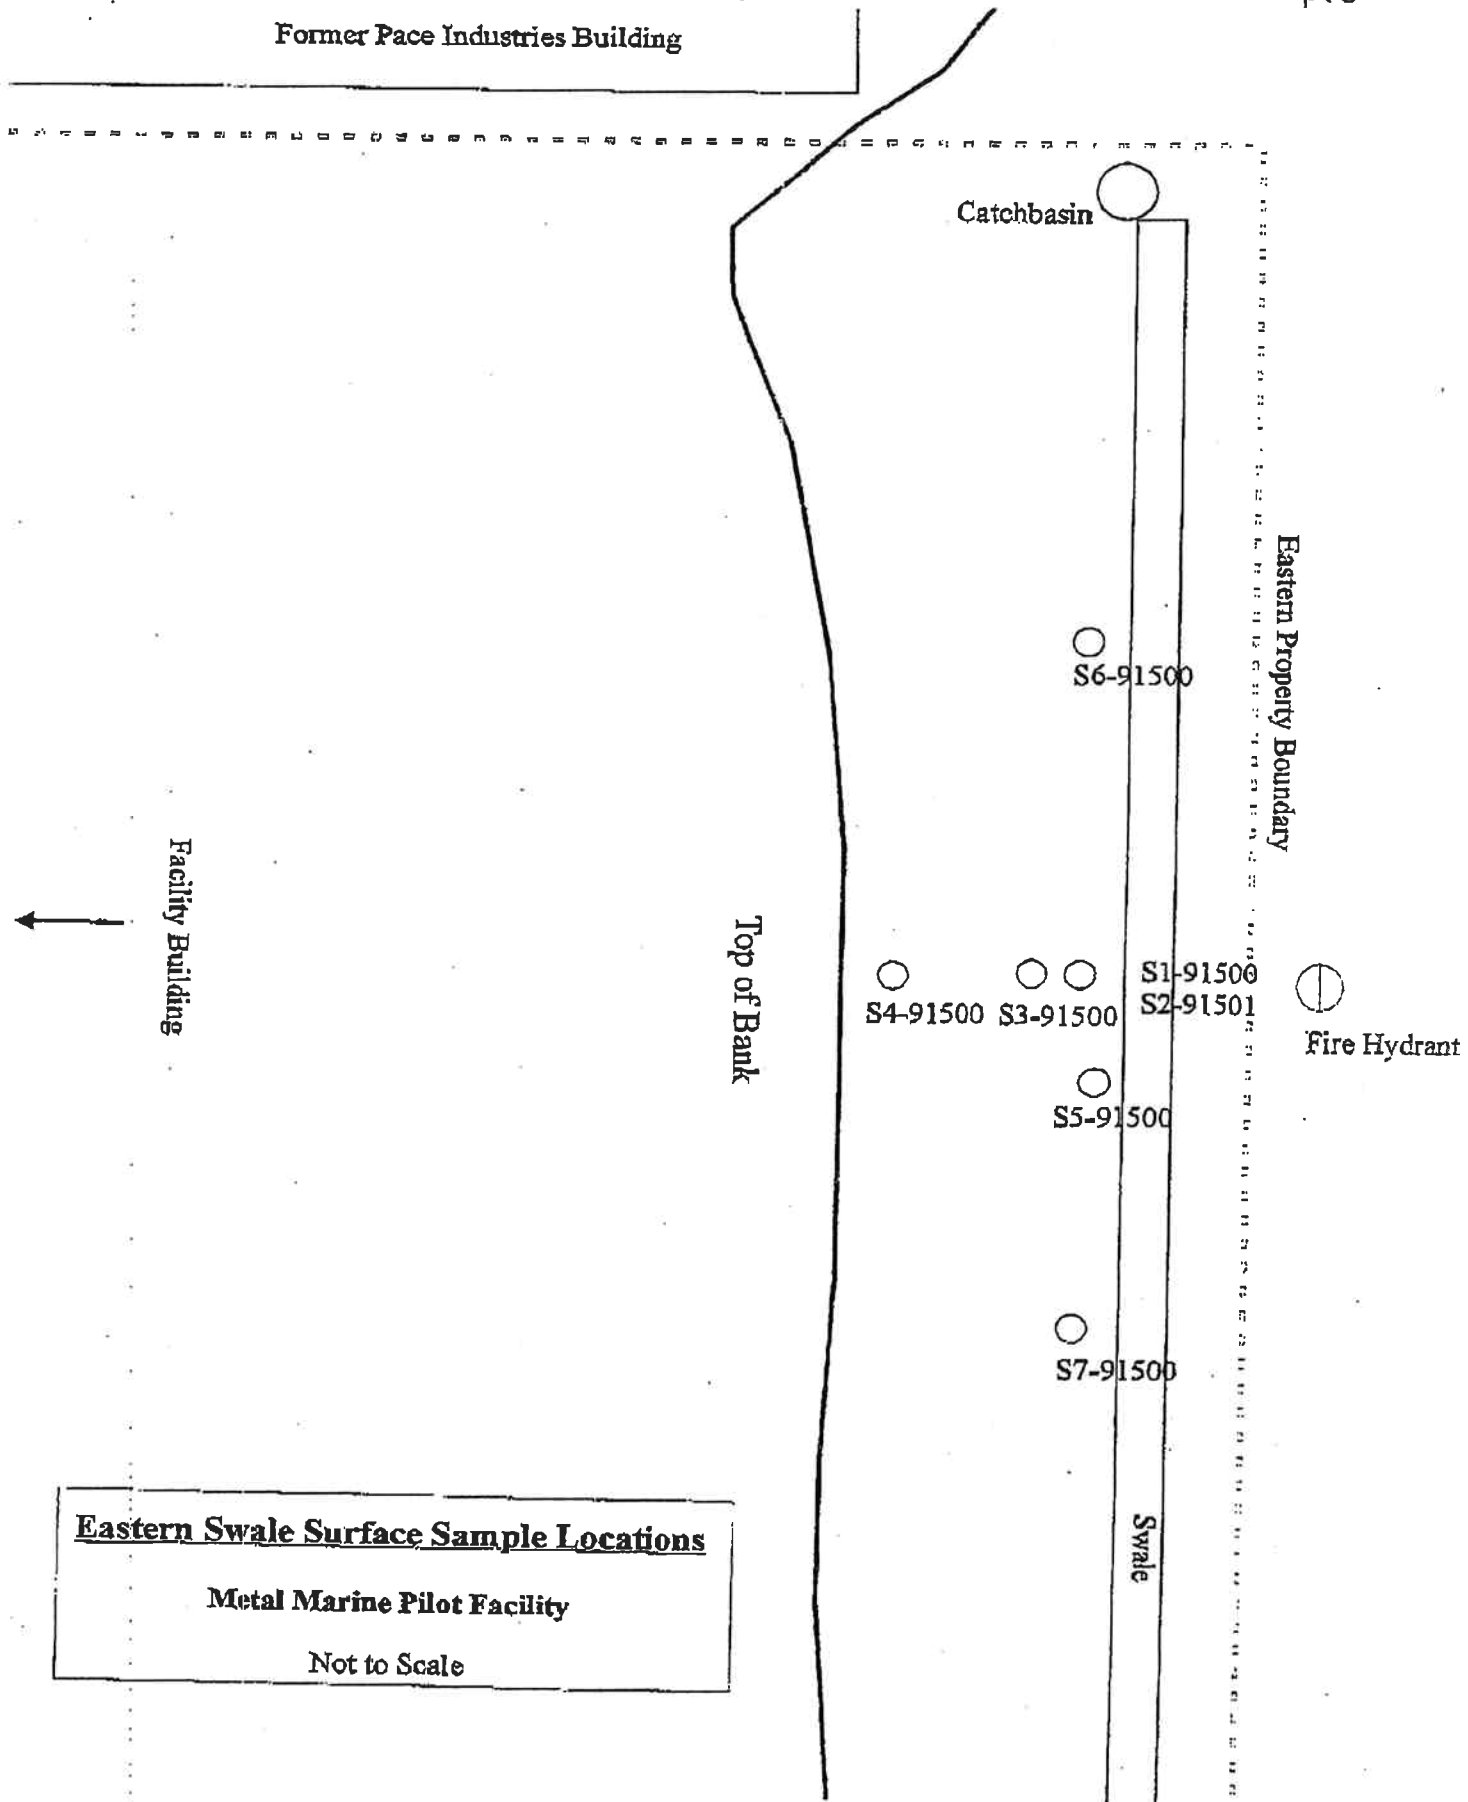 Former Pace Industries Building
Catchbasin
Eastern Property Boundary
S6-91500
Facility Building
Top of Bank
S4-91500
S3-91500
S1-91500
S2-91501
Fire Hydrant
S5-91500
S7-91500
Swale
Eastern Swale Surface Sample Locations
Metal Marine Pilot Facility
Not to Scale